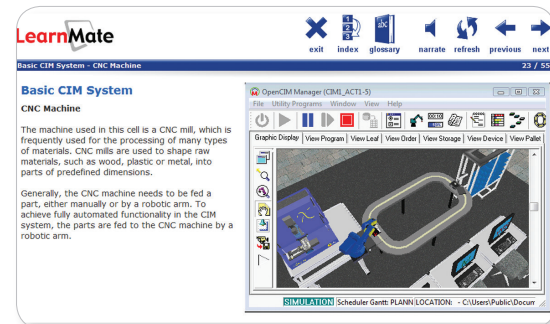 LearnMate
exit index glossary narrate refresh previous next
Basic CIM System - CNC Machine 23 / 55
Basic CIM System
CNC Machine
The machine used in this cell is a CNC mill, which is
frequently used for the processing of many types
of materials. CNC mills are used to shape raw
materials, such as wood, plastic or metal, into
parts of predefined dimensions.
Generally, the CNC machine needs to be fed a
part, either manually or by a robotic arm. To
achieve fully automated functionality in the CIM
system, the parts are fed to the CNC machine by a
robotic arm.
OpenCIM Manager (CIM1_ACT1-5)
File Utility Programs Window View Help
Graphic Display View Program View Leaf View Order View Storage View Device View Pallet
SIMULATION Scheduler Gantt: PLANN LOCATION: - C:\Users\Public\Docum